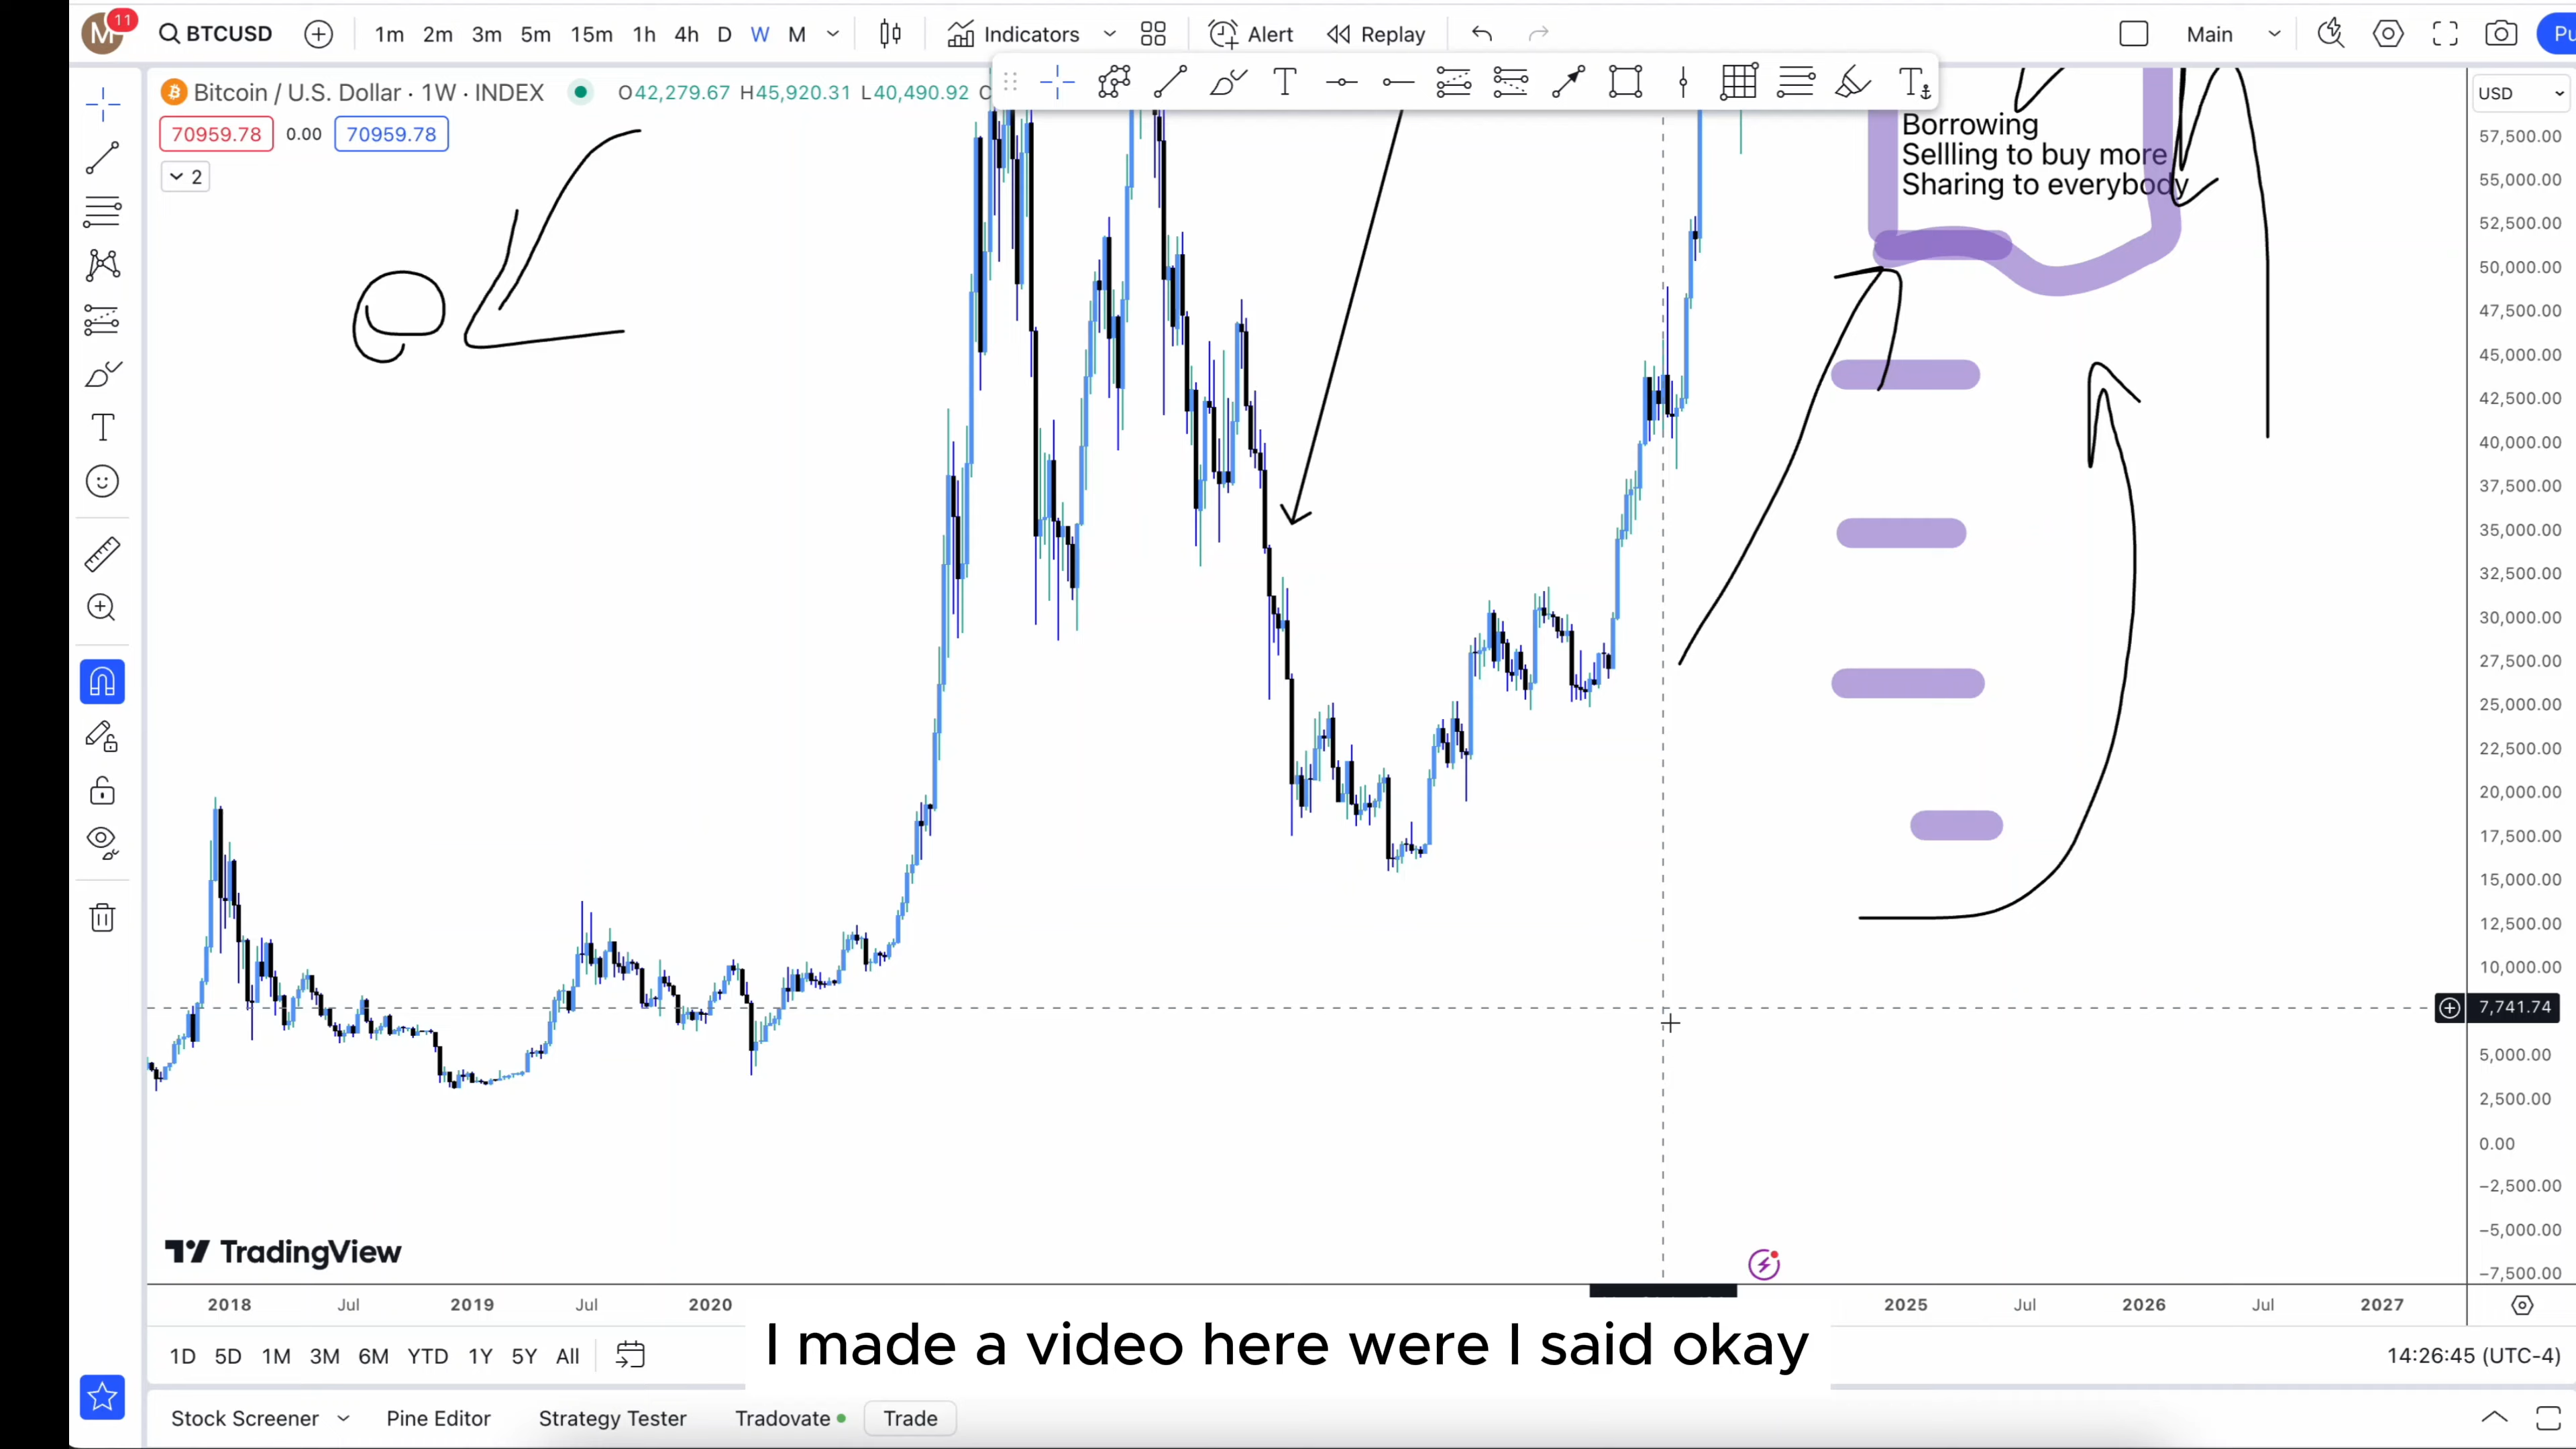 M 11 BTCUSD 1m 2m 3m 5m 15m 1h 4h D W M Indicators Alert Replay Main Pu
Bitcoin / U.S. Dollar · 1W · INDEX O42,279.67 H45,920.31 L40,490.92 C
USD
70959.78 0.00 70959.78
2
Borrowing
Selling to buy more
Sharing to everybody
57,500.00
55,000.00
52,500.00
50,000.00
47,500.00
45,000.00
42,500.00
40,000.00
37,500.00
35,000.00
32,500.00
30,000.00
27,500.00
25,000.00
22,500.00
20,000.00
17,500.00
15,000.00
12,500.00
10,000.00
7,741.74
5,000.00
2,500.00
0.00
−2,500.00
−5,000.00
−7,500.00
TradingView
2018 Jul 2019 Jul 2020 2025 Jul 2026 Jul 2027
I made a video here were I said okay
1D 5D 1M 3M 6M YTD 1Y 5Y All 14:26:45 (UTC-4)
Stock Screener Pine Editor Strategy Tester Tradovate Trade